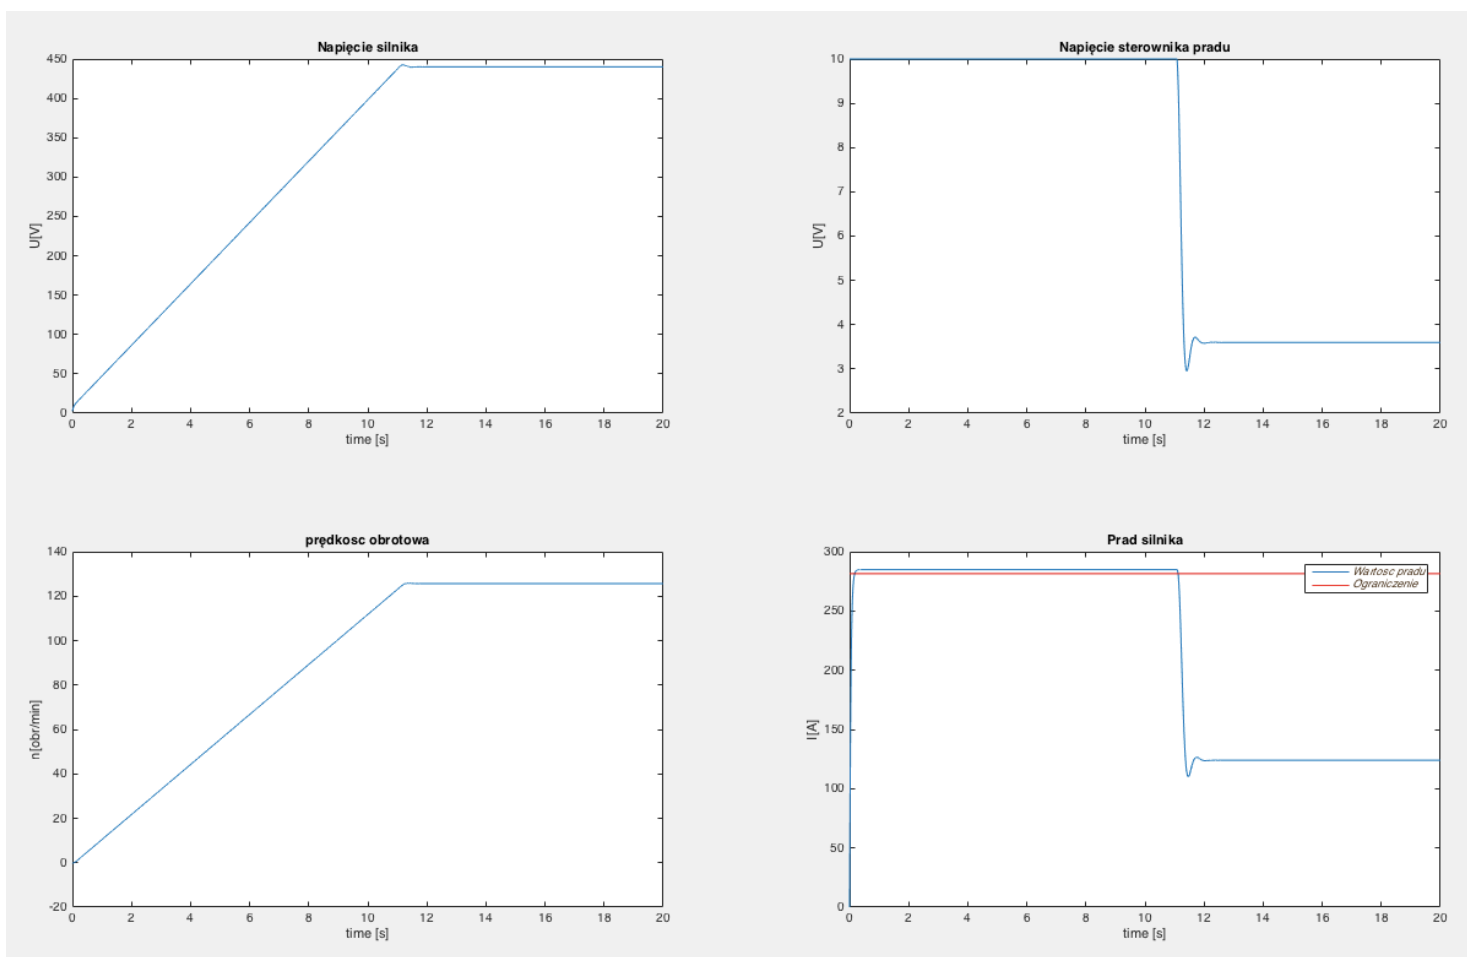 Napięcie silnika
450
400
350
300
250
200
150
100
50
0
U[V]
0 2 4 6 8 10 12 14 16 18 20
time [s]
Napięcie sterownika pradu
10
9
8
7
6
5
4
3
2
U[V]
0 2 4 6 8 10 12 14 16 18 20
time [s]
prędkosc obrotowa
140
120
100
80
60
40
20
0
-20
n[obr/min]
0 2 4 6 8 10 12 14 16 18 20
time [s]
Prad silnika
300
250
200
150
100
50
0
I[A]
Wartosc pradu
Ograniczenie
0 2 4 6 8 10 12 14 16 18 20
time [s]